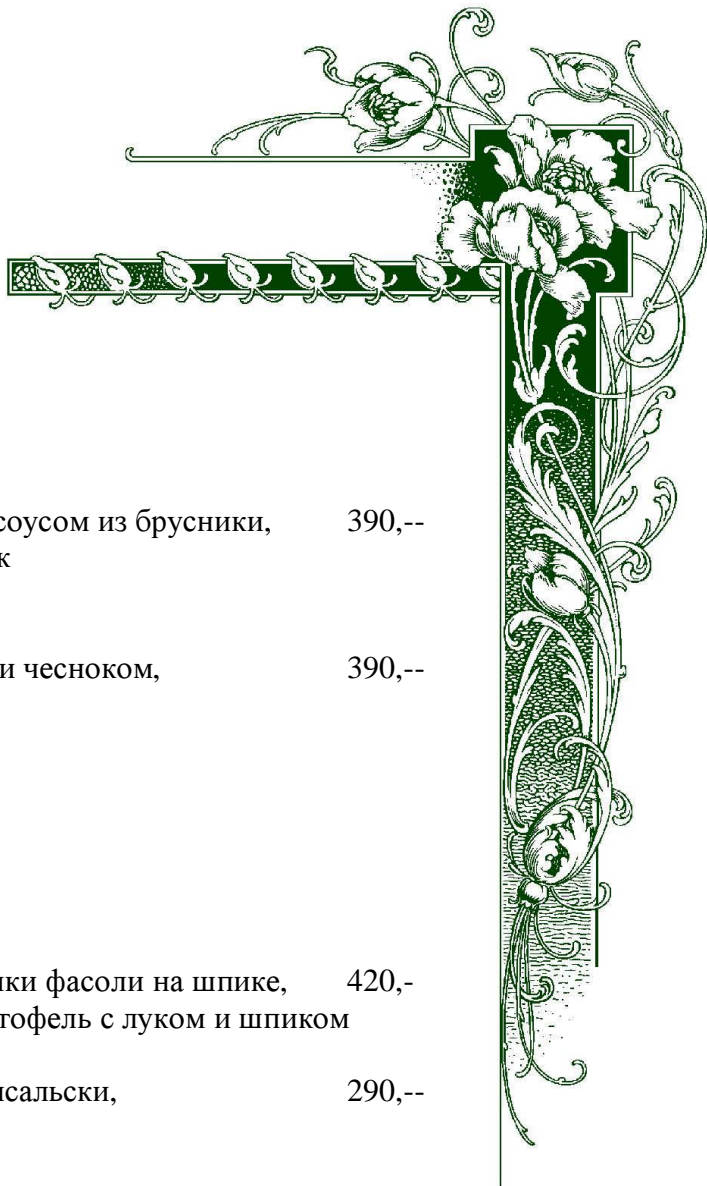 соусом из брусники, 390,--
к
и чесноком, 390,--
ки фасоли на шпике, 420,-
тофель с луком и шпиком
сальски, 290,--